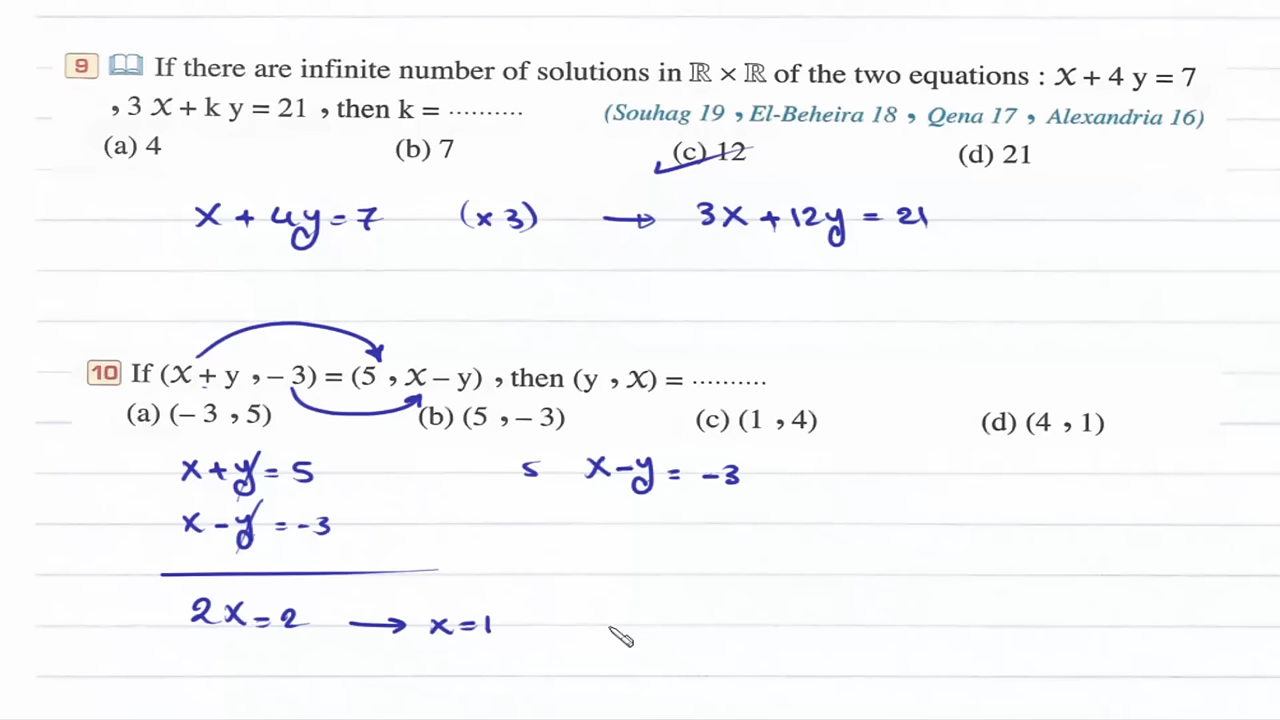 9 If there are infinite number of solutions in ℝ × ℝ of the two equations : X + 4 y = 7
, 3 X + k y = 21 , then k = ..........
(Souhag 19 , El-Beheira 18 , Qena 17 , Alexandria 16)
(a) 4 (b) 7 (c) 12 (d) 21
x + 4y = 7 (x 3) → 3x + 12y = 21
10 If (X + y , – 3) = (5 , X – y) , then (y , X) = ..........
(a) (– 3 , 5) (b) (5 , – 3) (c) (1 , 4) (d) (4 , 1)
x + y = 5 , x - y = -3
x - y = -3
2x = 2 → x = 1